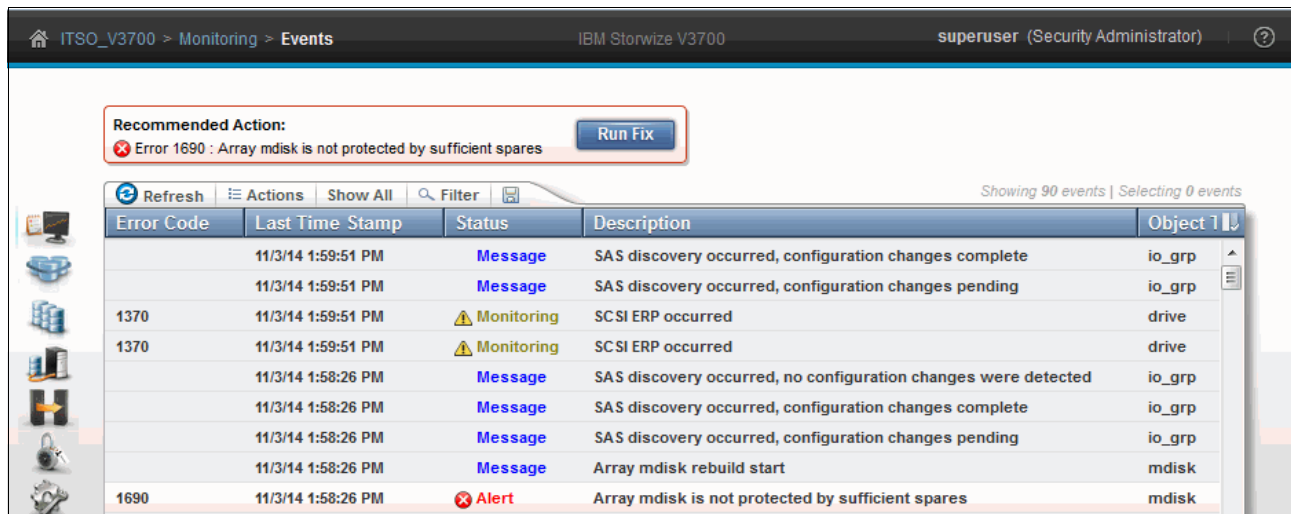 ITSO_V3700 > Monitoring > Events IBM Storwize V3700 superuser (Security Administrator) ?
Recommended Action:
Error 1690 : Array mdisk is not protected by sufficient spares Run Fix
Refresh Actions Show All Filter Showing 90 events | Selecting 0 events
Error Code Last Time Stamp Status Description Object T
11/3/14 1:59:51 PM Message SAS discovery occurred, configuration changes complete io_grp
11/3/14 1:59:51 PM Message SAS discovery occurred, configuration changes pending io_grp
1370 11/3/14 1:59:51 PM Monitoring SCSI ERP occurred drive
1370 11/3/14 1:59:51 PM Monitoring SCSI ERP occurred drive
11/3/14 1:58:26 PM Message SAS discovery occurred, no configuration changes were detected io_grp
11/3/14 1:58:26 PM Message SAS discovery occurred, configuration changes complete io_grp
11/3/14 1:58:26 PM Message SAS discovery occurred, configuration changes pending io_grp
11/3/14 1:58:26 PM Message Array mdisk rebuild start mdisk
1690 11/3/14 1:58:26 PM Alert Array mdisk is not protected by sufficient spares mdisk